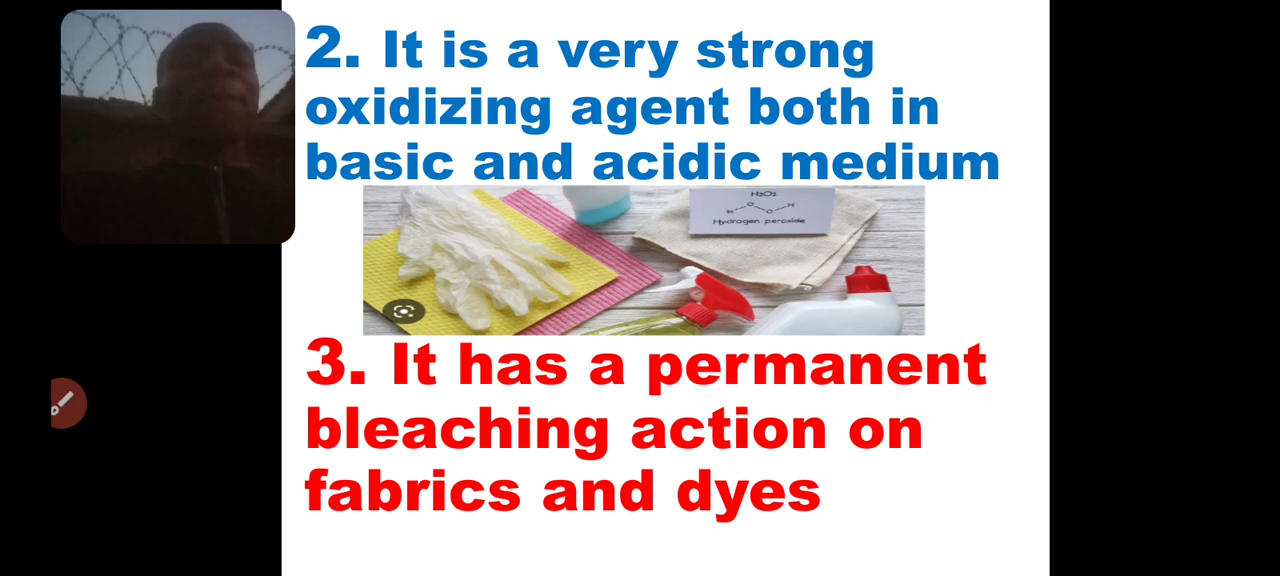 2. It is a very strong
oxidizing agent both in
basic and acidic medium
H₂O₂
H O O H
Hydrogen peroxide
3. It has a permanent
bleaching action on
fabrics and dyes